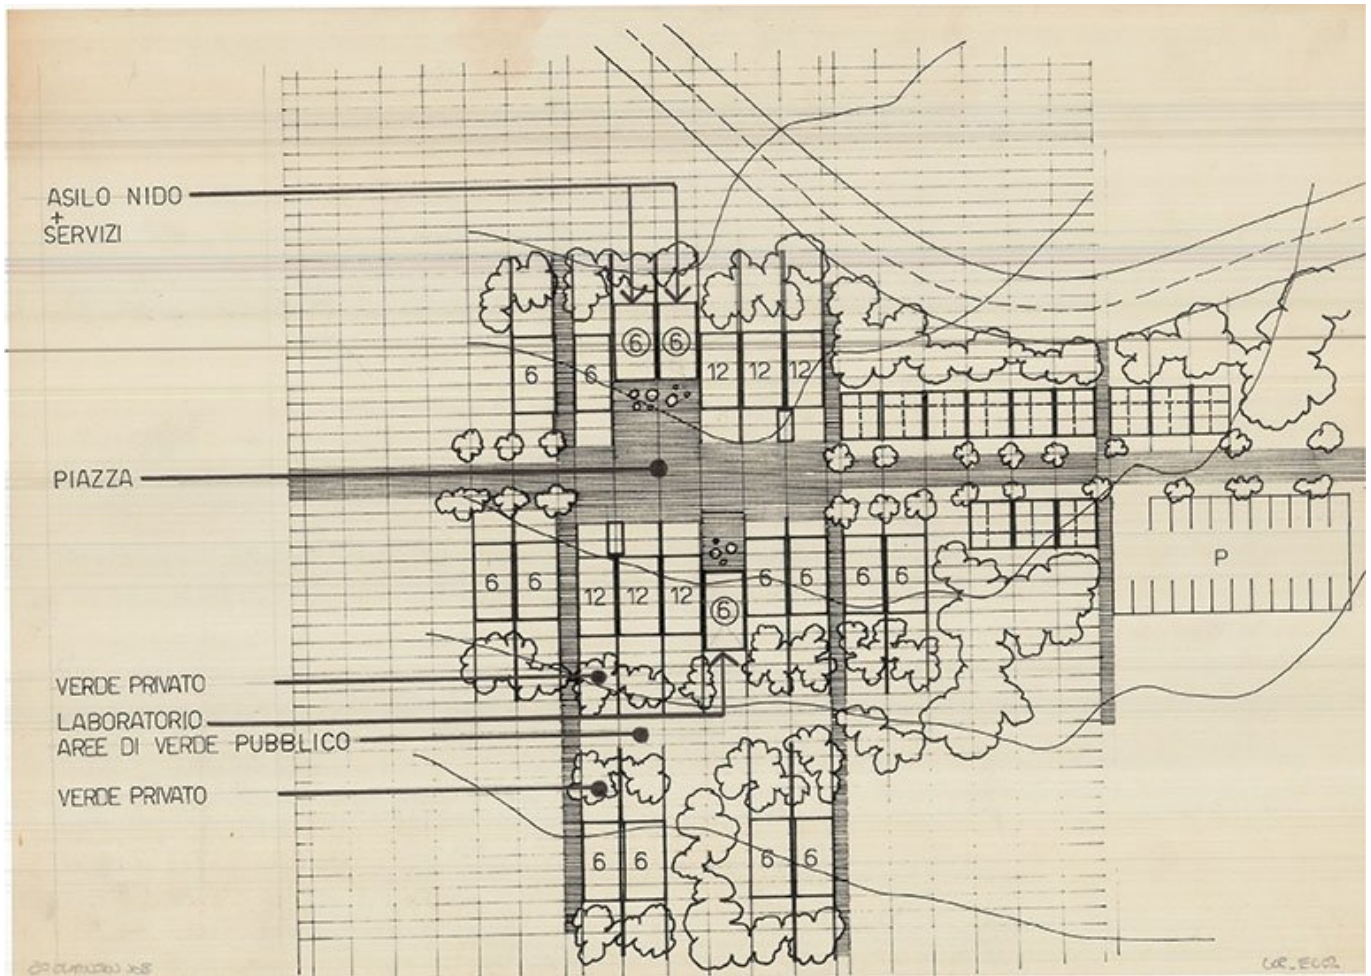 ASILO NIDO
+
SERVIZI
⑥ ⑥
6 6 12 12 12
PIAZZA
P
6 6 12 12 12 ⑥ 6 6 6 6
VERDE PRIVATO
LABORATORIO
AREE DI VERDE PUBBLICO
VERDE PRIVATO
6 6 6 6